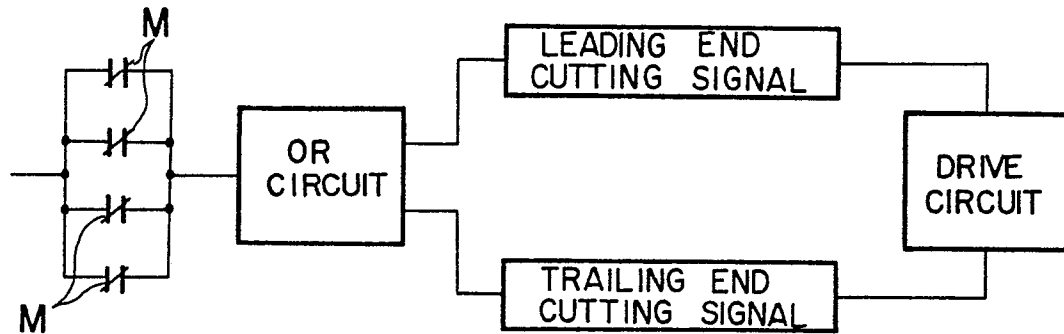 M
LEADING END
CUTTING SIGNAL
OR
CIRCUIT
DRIVE
CIRCUIT
TRAILING END
CUTTING SIGNAL
M